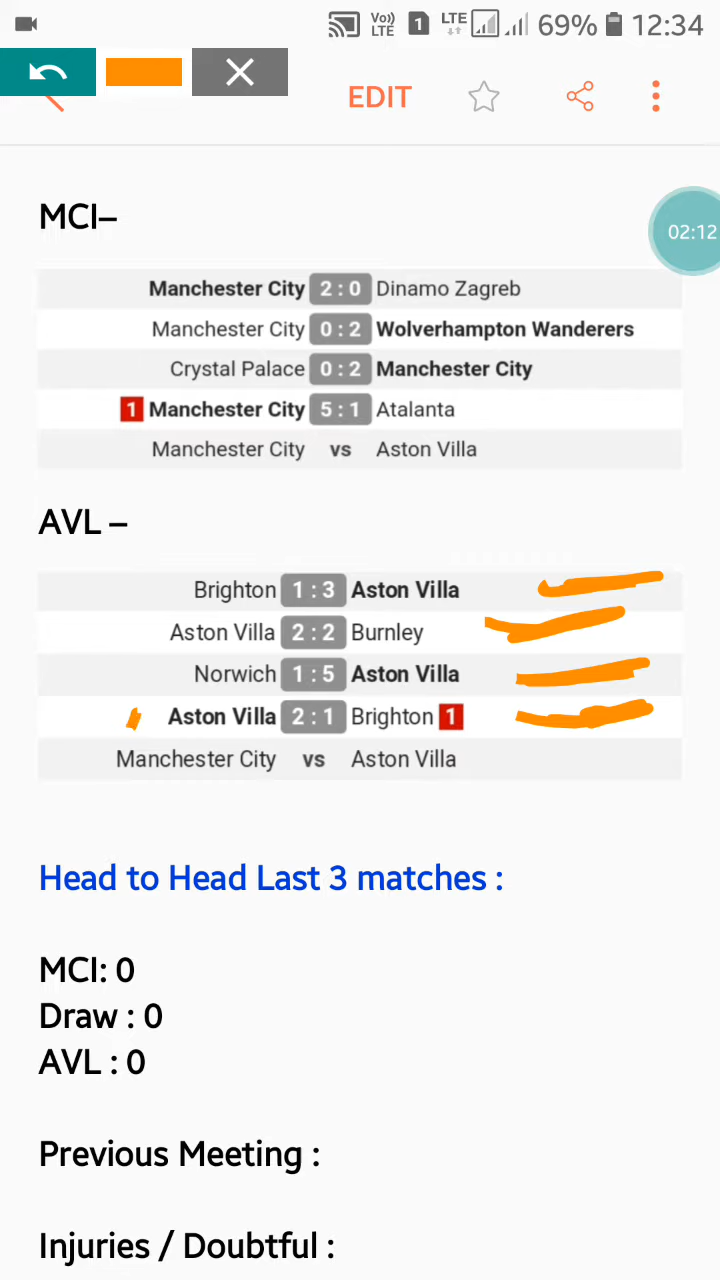 Vo)) LTE 1 LTE 69% 12:34
EDIT
MCI–
02:12
Manchester City 2 : 0 Dinamo Zagreb
Manchester City 0 : 2 Wolverhampton Wanderers
Crystal Palace 0 : 2 Manchester City
1 Manchester City 5 : 1 Atalanta
Manchester City vs Aston Villa
AVL –
Brighton 1 : 3 Aston Villa
Aston Villa 2 : 2 Burnley
Norwich 1 : 5 Aston Villa
Aston Villa 2 : 1 Brighton 1
Manchester City vs Aston Villa
Head to Head Last 3 matches :
MCI: 0
Draw : 0
AVL : 0
Previous Meeting :
Injuries / Doubtful :